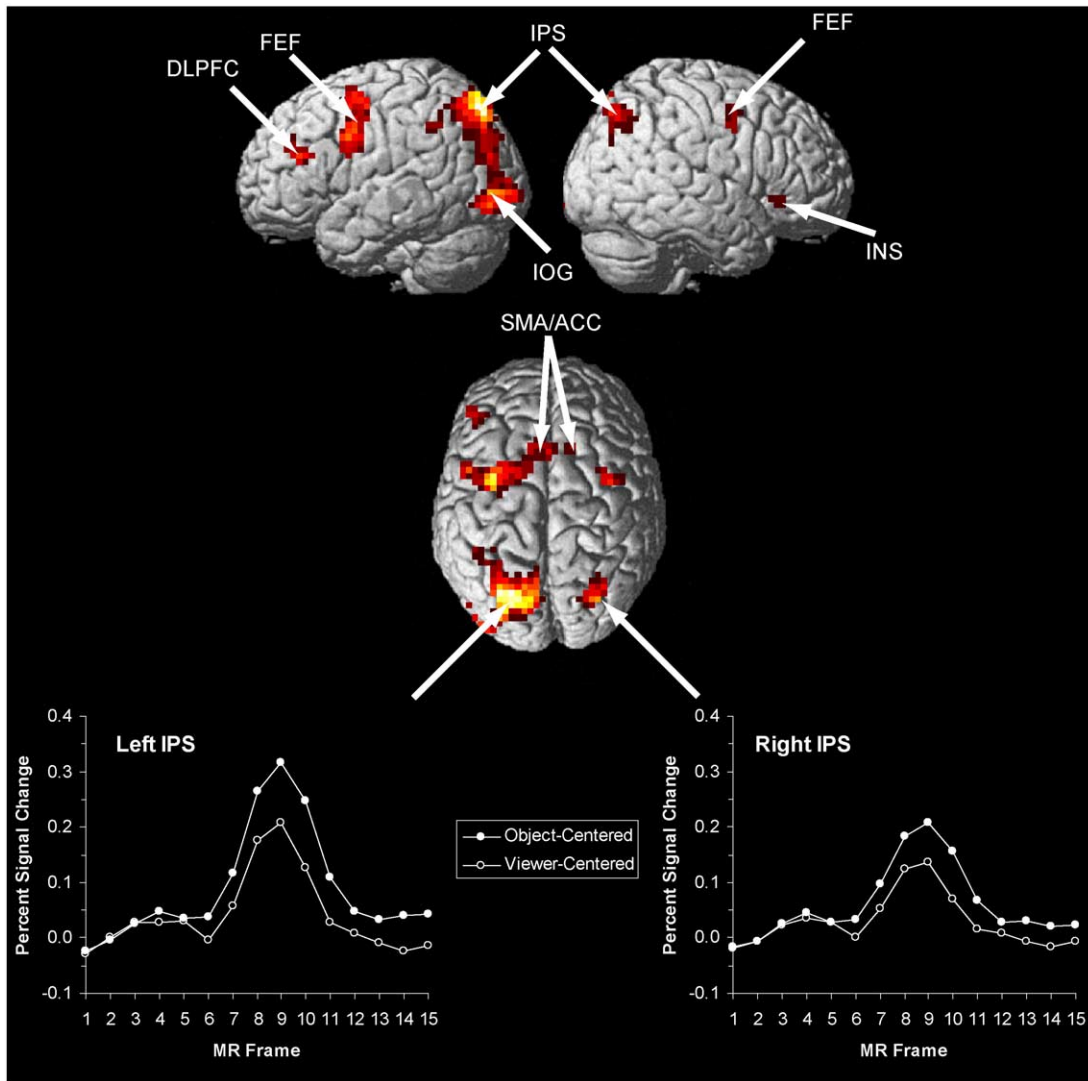 FEF
IPS
FEF
DLPFC
INS
IOG
SMA/ACC
0.4
0.3
0.2
0.1
0.0
-0.1
Percent Signal Change
Left IPS
1 2 3 4 5 6 7 8 9 10 11 12 13 14 15
MR Frame
Object-Centered
Viewer-Centered
0.4
0.3
0.2
0.1
0.0
-0.1
Percent Signal Change
Right IPS
1 2 3 4 5 6 7 8 9 10 11 12 13 14 15
MR Frame